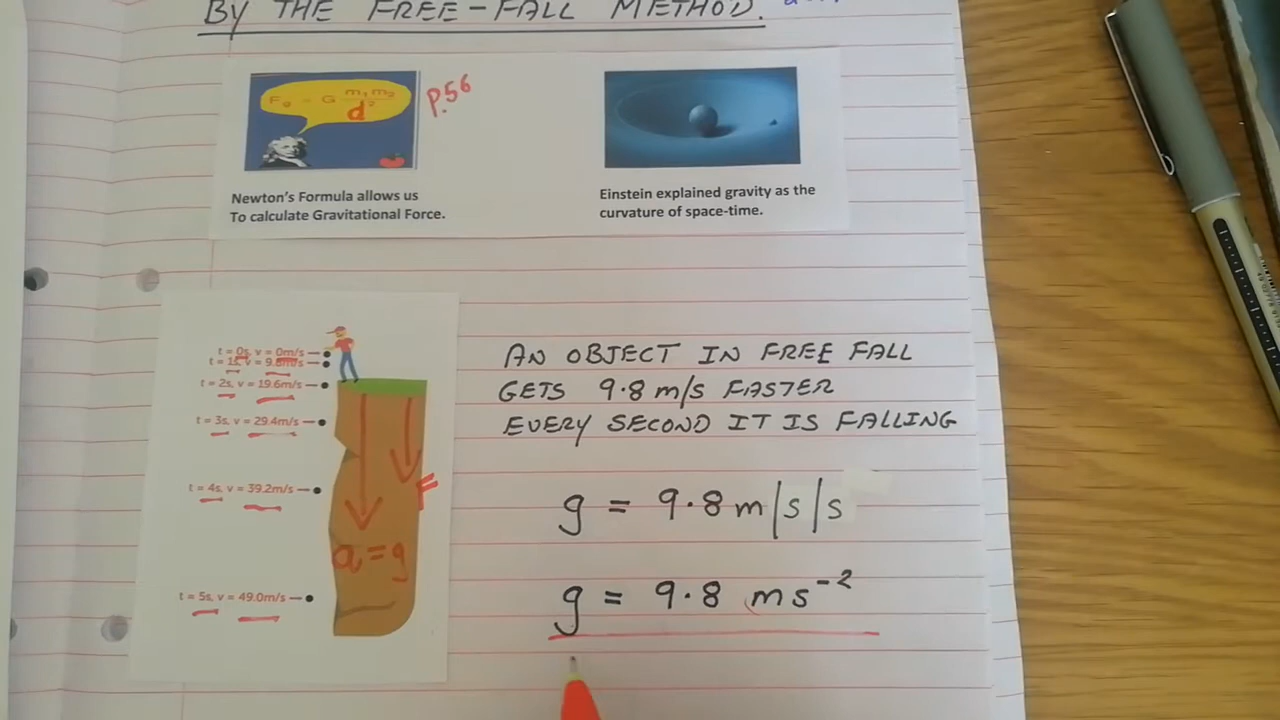 BY THE FREE-FALL METHOD.
F = G m₁m₂
d²
P.56
Newton's Formula allows us
To calculate Gravitational Force.
Einstein explained gravity as the
curvature of space-time.
t = 0s, v = 0m/s
t = 1s, v = 9.8m/s
t = 2s, v = 19.6m/s
t = 3s, v = 29.4m/s
t = 4s, v = 39.2m/s
t = 5s, v = 49.0m/s
F
a = g
AN OBJECT IN FREE FALL
GETS 9.8 m/s FASTER
EVERY SECOND IT IS FALLING
g = 9.8 m/s/s
g = 9.8 ms⁻²